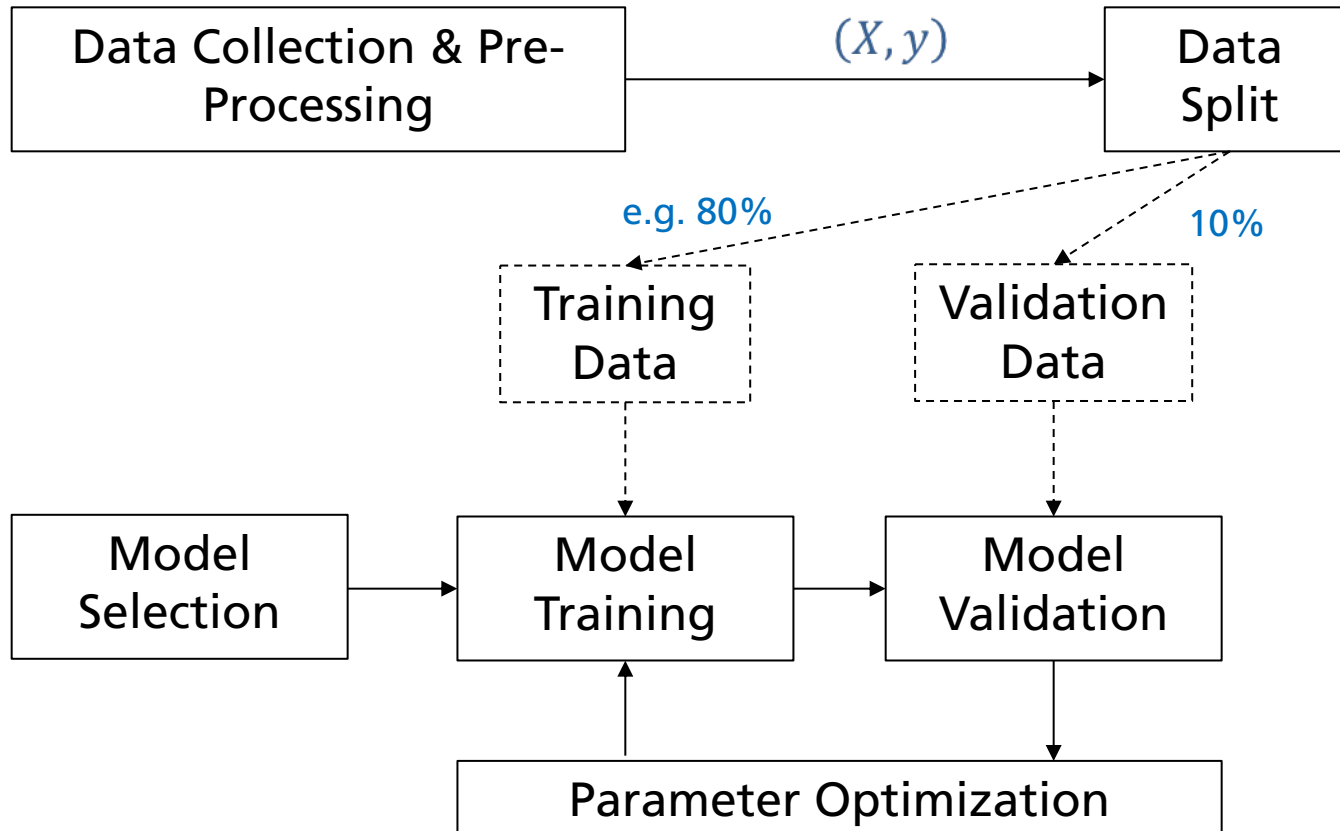 Data Collection & Pre-
Processing
(X, y)
Data
Split
e.g. 80%
10%
Training
Data
Validation
Data
Model
Selection
Model
Training
Model
Validation
Parameter Optimization